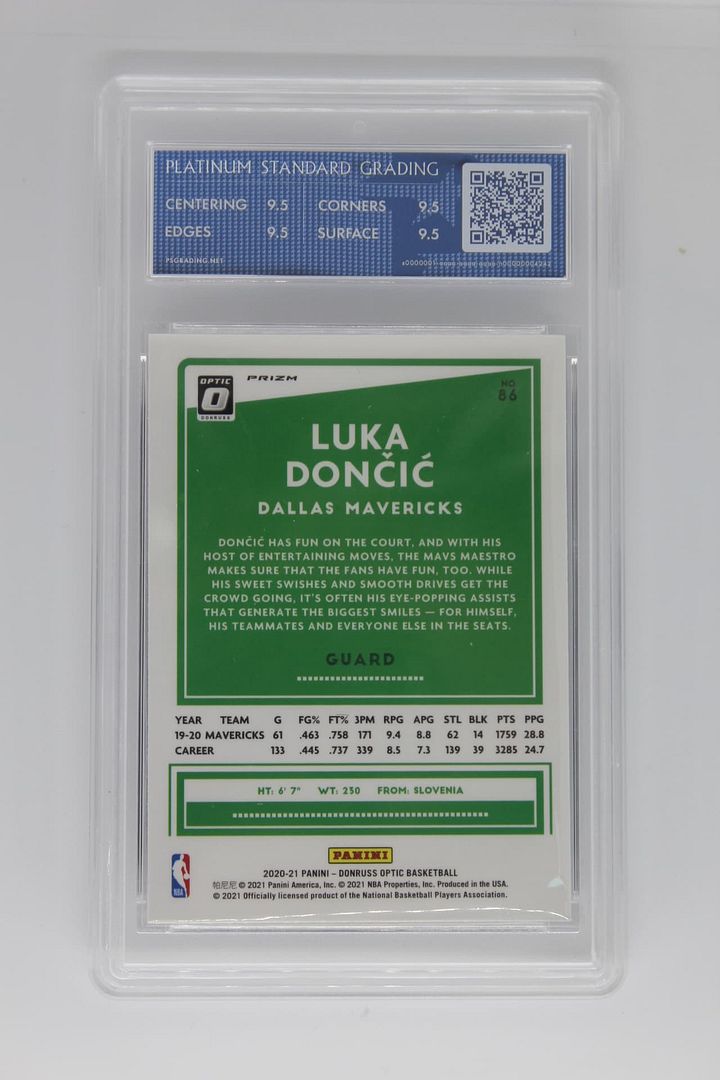 PLATINUM STANDARD GRADING
CENTERING 9.5 CORNERS 9.5
EDGES 9.5 SURFACE 9.5
PSGRADING.NET
OPTIC
DONRUSS
PRIZM
NO
86
LUKA
DONČIĆ
DALLAS MAVERICKS
DONČIĆ HAS FUN ON THE COURT, AND WITH HIS
HOST OF ENTERTAINING MOVES, THE MAVS MAESTRO
MAKES SURE THAT THE FANS HAVE FUN, TOO. WHILE
HIS SWEET SWISHES AND SMOOTH DRIVES GET THE
CROWD GOING, IT'S OFTEN HIS EYE-POPPING ASSISTS
THAT GENERATE THE BIGGEST SMILES — FOR HIMSELF,
HIS TEAMMATES AND EVERYONE ELSE IN THE SEATS.
GUARD
YEAR TEAM G FG% FT% 3PM RPG APG STL BLK PTS PPG
19-20 MAVERICKS 61 .463 .758 171 9.4 8.8 62 14 1759 28.8
CAREER 133 .445 .737 339 8.5 7.3 139 39 3285 24.7
HT: 6' 7" WT: 230 FROM: SLOVENIA
PANINI
NBA
2020-21 PANINI – DONRUSS OPTIC BASKETBALL
帕尼尼 © 2021 Panini America, Inc. © 2021 NBA Properties, Inc. Produced in the USA.
© 2021 Officially licensed product of the National Basketball Players Association.